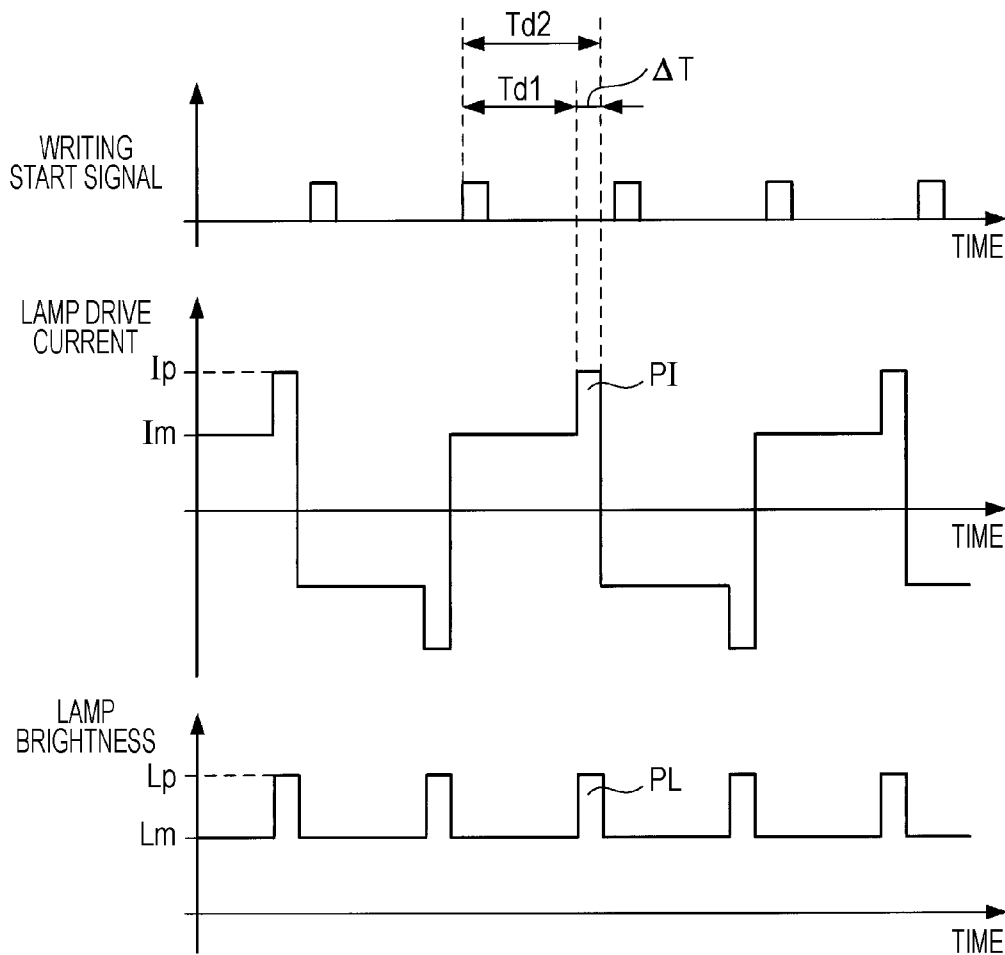 Td2
Td1
ΔT
WRITING
START SIGNAL
TIME
LAMP DRIVE
CURRENT
Ip
PI
Im
TIME
LAMP
BRIGHTNESS
Lp
PL
Lm
TIME